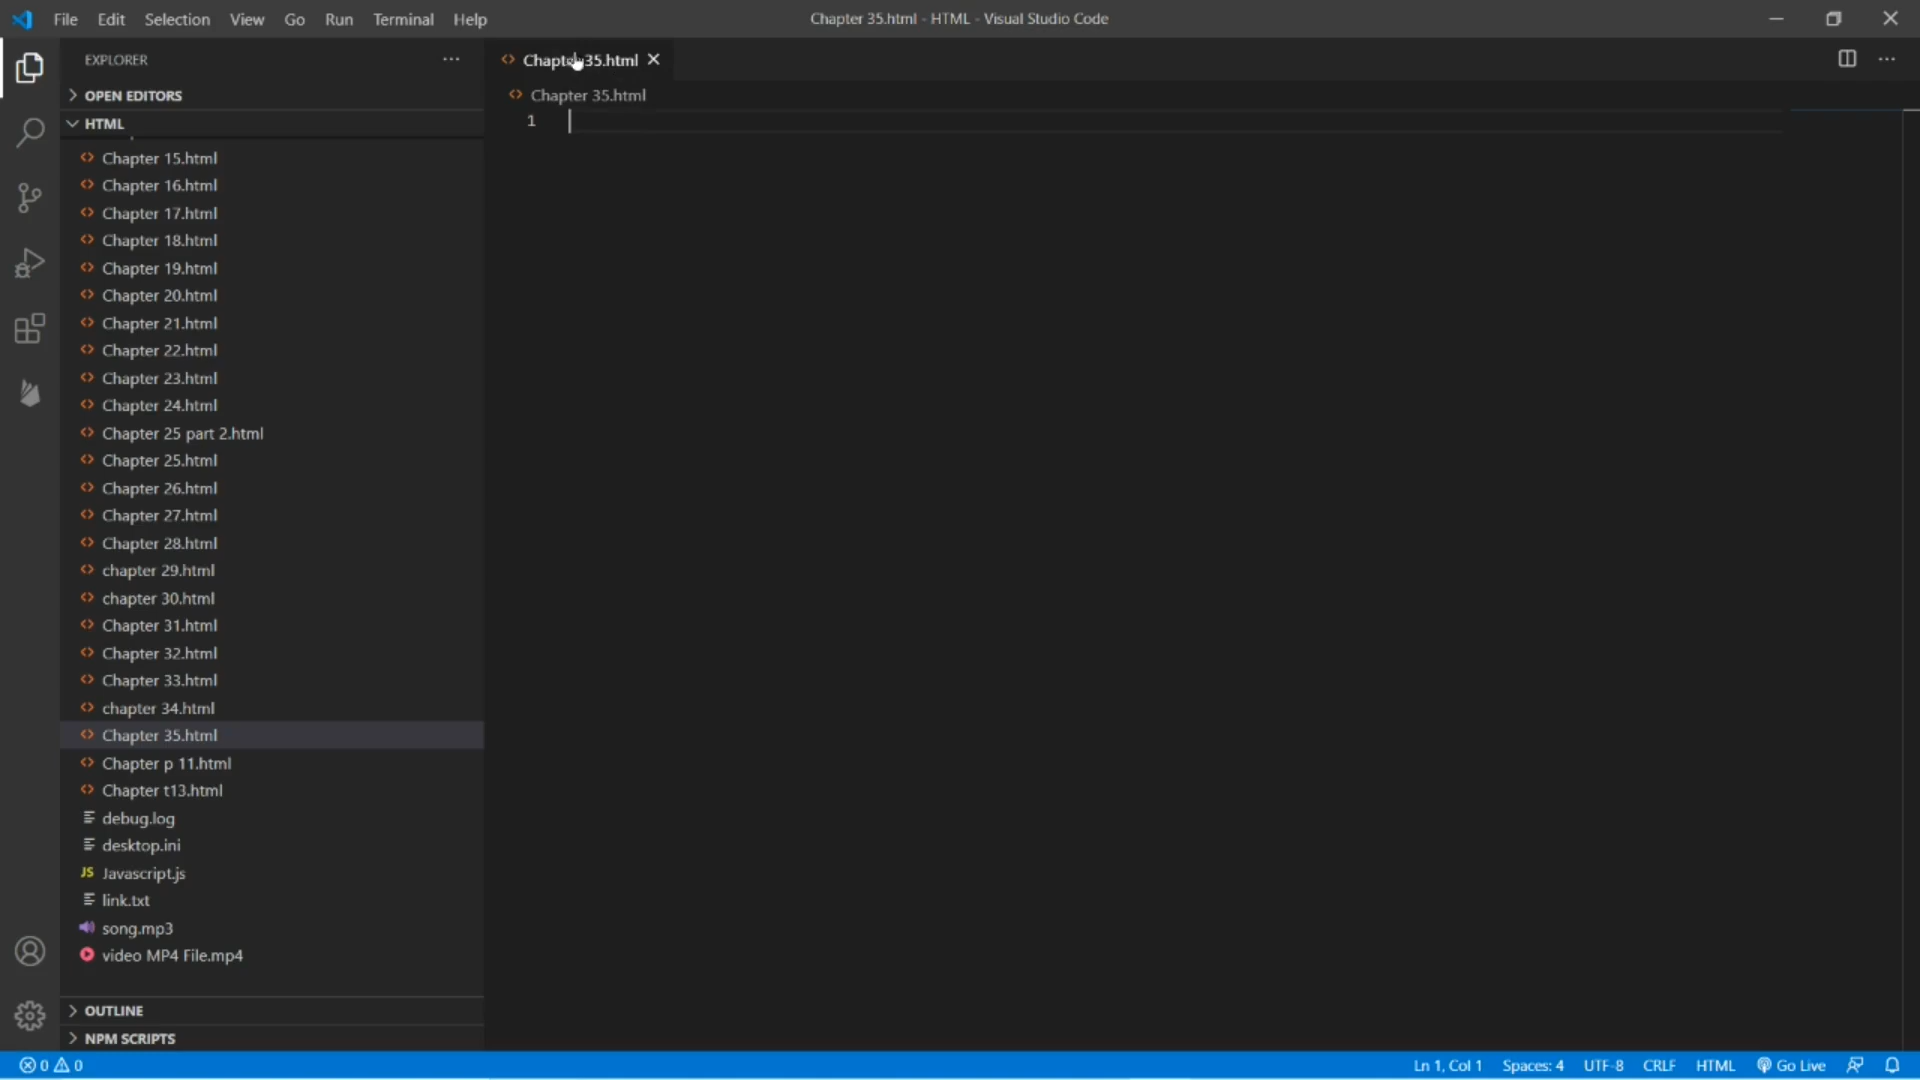 File Edit Selection View Go Run Terminal Help
Chapter 35.html - HTML - Visual Studio Code
EXPLORER
OPEN EDITORS
HTML
Chapter 15.html
Chapter 16.html
Chapter 17.html
Chapter 18.html
Chapter 19.html
Chapter 20.html
Chapter 21.html
Chapter 22.html
Chapter 23.html
Chapter 24.html
Chapter 25 part 2.html
Chapter 25.html
Chapter 26.html
Chapter 27.html
Chapter 28.html
chapter 29.html
chapter 30.html
Chapter 31.html
Chapter 32.html
Chapter 33.html
chapter 34.html
Chapter 35.html
Chapter p 11.html
Chapter t13.html
debug.log
desktop.ini
JS Javascript.js
link.txt
song.mp3
video MP4 File.mp4
OUTLINE
NPM SCRIPTS
Chapter 35.html
Chapter 35.html
1
0 0
Ln 1, Col 1 Spaces: 4 UTF-8 CRLF HTML Go Live